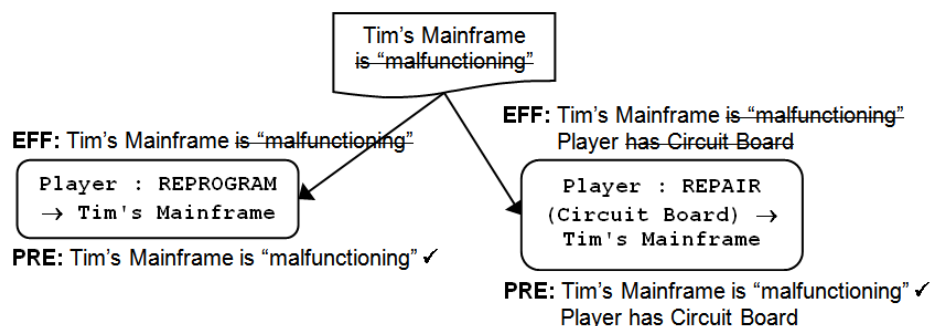 Tim's Mainframe
is "malfunctioning"
EFF: Tim's Mainframe is "malfunctioning"
Player : REPROGRAM
→ Tim's Mainframe
PRE: Tim's Mainframe is "malfunctioning" ✓
EFF: Tim's Mainframe is "malfunctioning"
Player has Circuit Board
Player : REPAIR
(Circuit Board) →
Tim's Mainframe
PRE: Tim's Mainframe is "malfunctioning" ✓
Player has Circuit Board